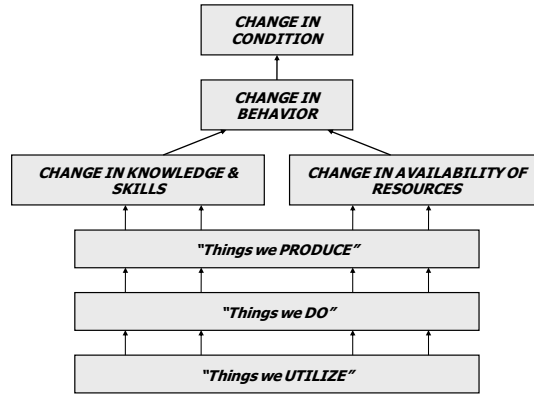 CHANGE IN
CONDITION
CHANGE IN
BEHAVIOR
CHANGE IN KNOWLEDGE &
SKILLS
CHANGE IN AVAILABILITY OF
RESOURCES
“Things we PRODUCE”
“Things we DO”
“Things we UTILIZE”